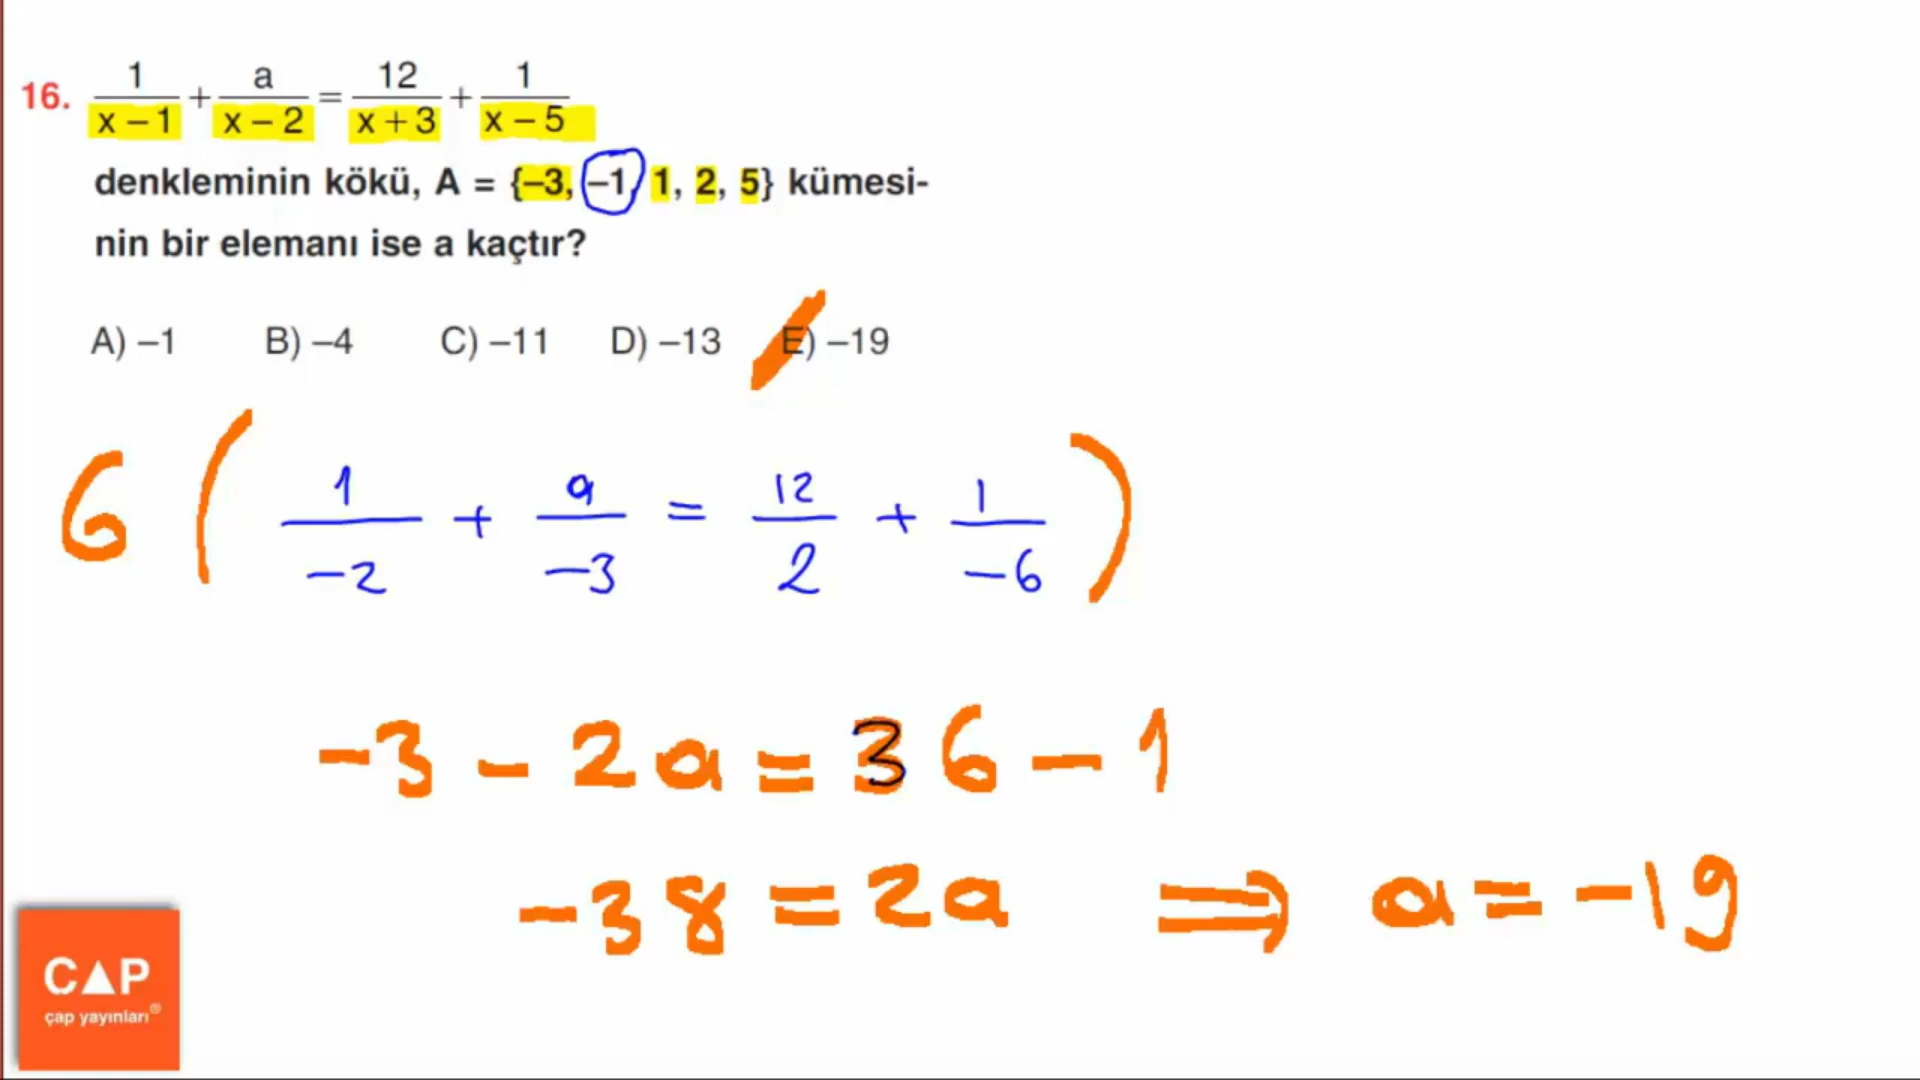 16. 1/(x – 1) + a/(x – 2) = 12/(x + 3) + 1/(x – 5)
denkleminin kökü, A = {–3, –1, 1, 2, 5} kümesi-
nin bir elemanı ise a kaçtır?
A) –1 B) –4 C) –11 D) –13 E) –19
6 ( 1/-2 + a/-3 = 12/2 + 1/-6 )
-3 - 2a = 36 - 1
-38 = 2a ⇒ a = -19
CAP
çap yayınları®